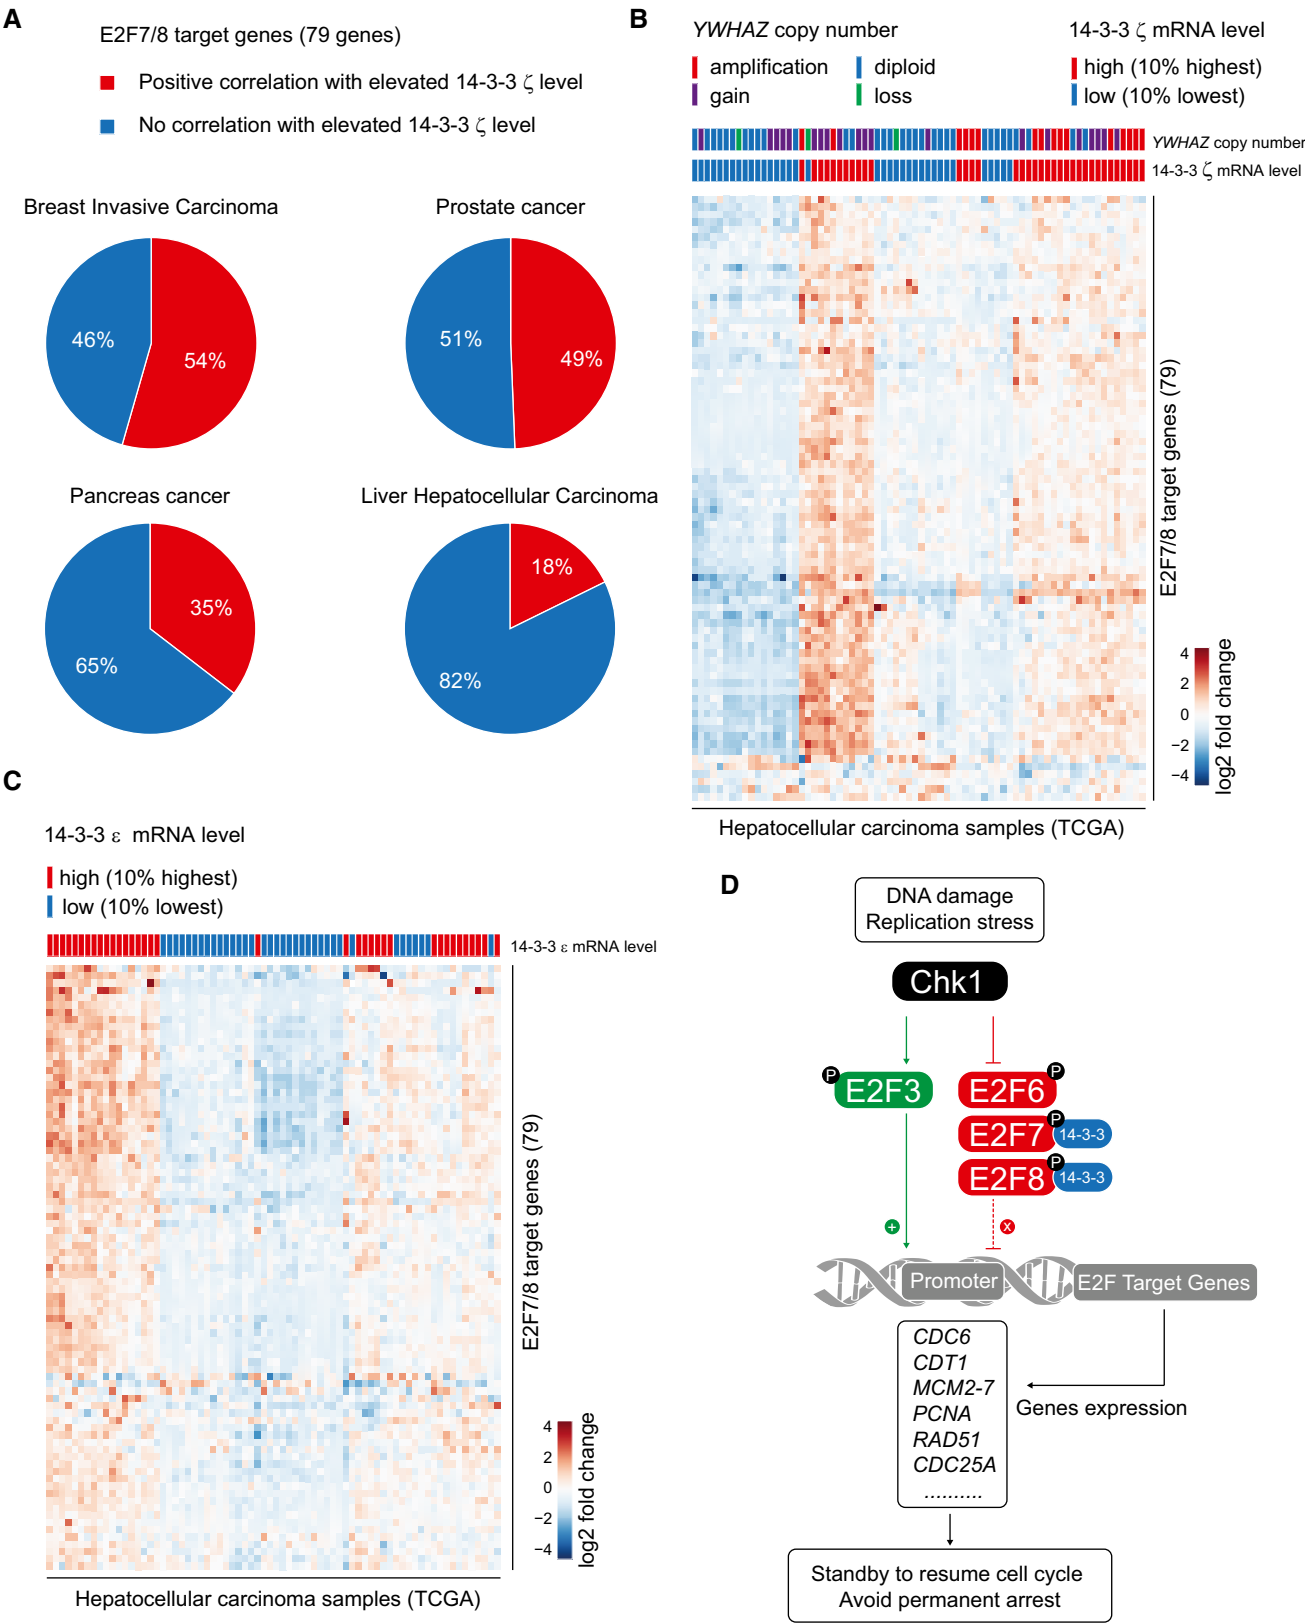 A
E2F7/8 target genes (79 genes)
Positive correlation with elevated 14-3-3 ζ level
No correlation with elevated 14-3-3 ζ level
Breast Invasive Carcinoma
46%
54%
Prostate cancer
51%
49%
Pancreas cancer
35%
65%
Liver Hepatocellular Carcinoma
18%
82%
B
YWHAZ copy number
amplification
diploid
gain
loss
14-3-3 ζ mRNA level
high (10% highest)
low (10% lowest)
YWHAZ copy number
14-3-3 ζ mRNA level
E2F7/8 target genes (79)
4
2
0
−2
−4
log2 fold change
Hepatocellular carcinoma samples (TCGA)
C
14-3-3 ε mRNA level
high (10% highest)
low (10% lowest)
14-3-3 ε mRNA level
E2F7/8 target genes (79)
4
2
0
−2
−4
log2 fold change
Hepatocellular carcinoma samples (TCGA)
D
DNA damage
Replication stress
Chk1
P
E2F3
P
E2F6
P
E2F7
14-3-3
P
E2F8
14-3-3
+
x
Promoter
E2F Target Genes
CDC6
CDT1
MCM2-7
PCNA
RAD51
CDC25A
..........
Genes expression
Standby to resume cell cycle
Avoid permanent arrest